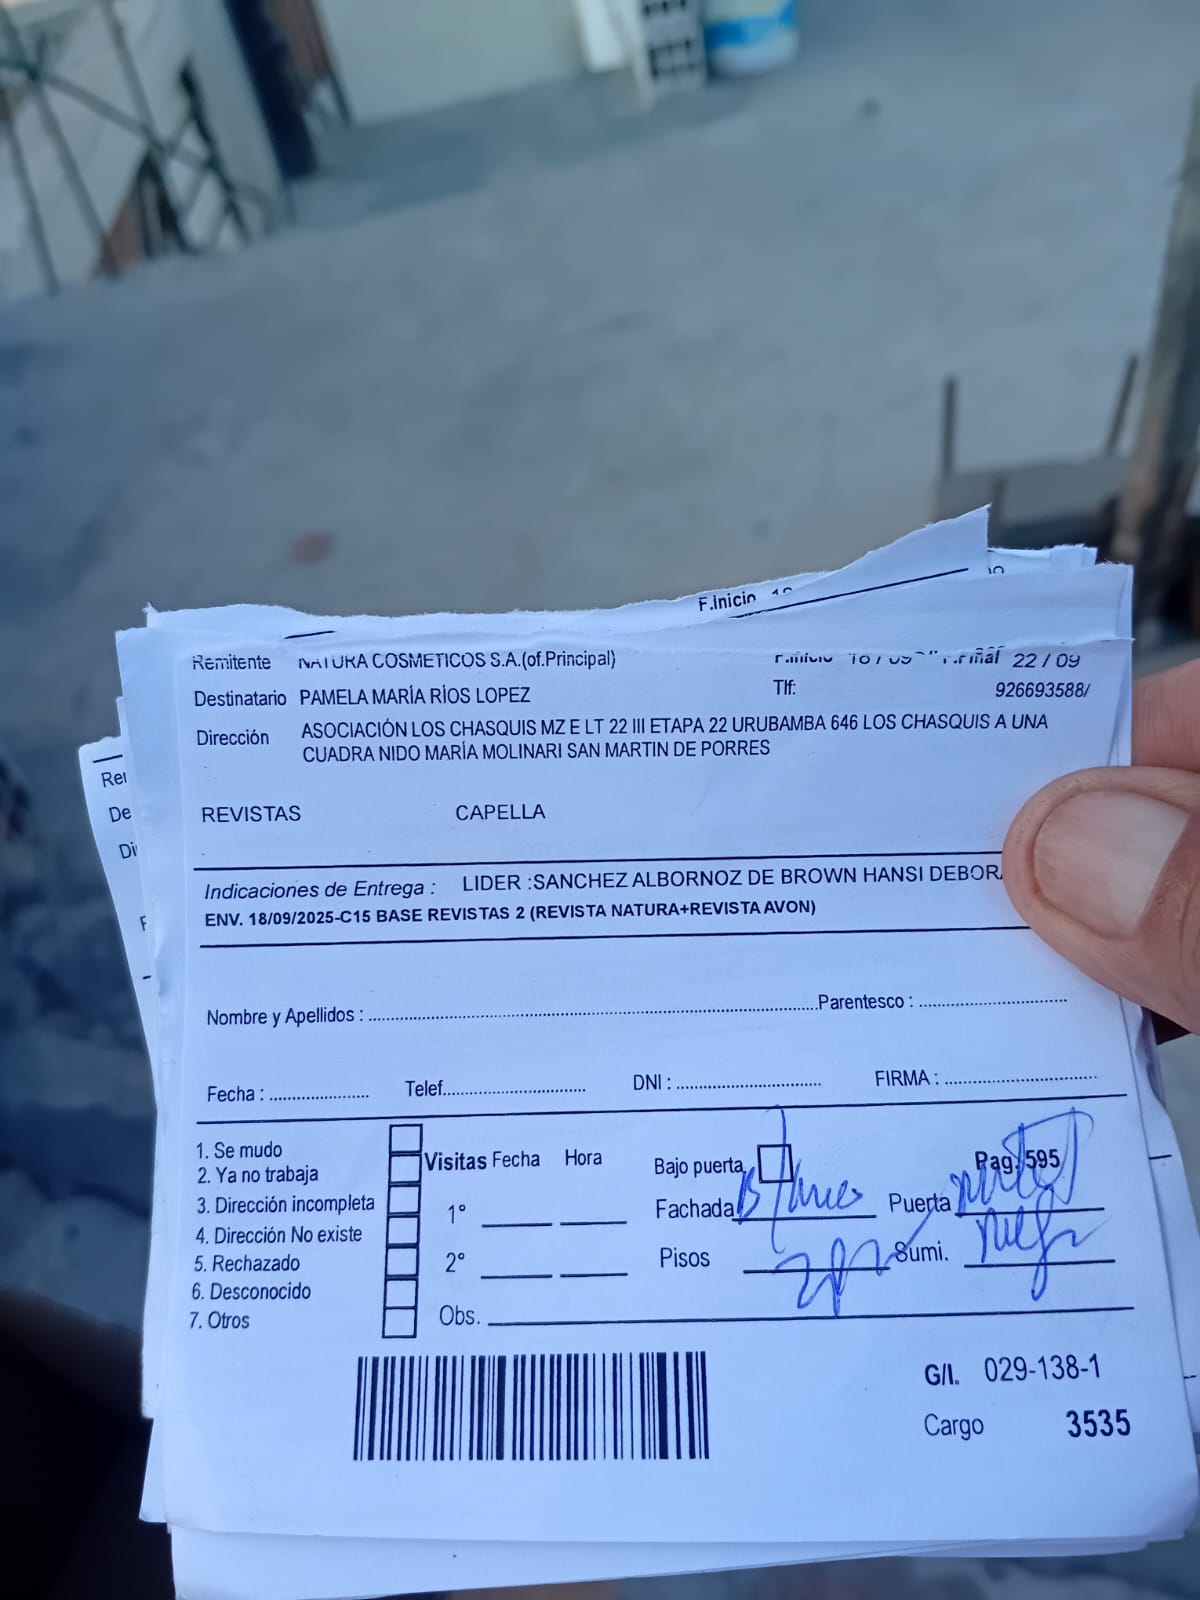 F.Inicio
Remitente NATURA COSMETICOS S.A.(of.Principal) F.Inicio 18 / 09 F.Final 22 / 09
Destinatario PAMELA MARÍA RÍOS LOPEZ Tlf: 926693588/
Dirección ASOCIACIÓN LOS CHASQUIS MZ E LT 22 III ETAPA 22 URUBAMBA 646 LOS CHASQUIS A UNA
CUADRA NIDO MARÍA MOLINARI SAN MARTIN DE PORRES
REVISTAS CAPELLA
Indicaciones de Entrega : LIDER :SANCHEZ ALBORNOZ DE BROWN HANSI DEBORA
ENV. 18/09/2025-C15 BASE REVISTAS 2 (REVISTA NATURA+REVISTA AVON)
Nombre y Apellidos : Parentesco :
Fecha : Telef. DNI : FIRMA :
1. Se mudo
2. Ya no trabaja
3. Dirección incompleta
4. Dirección No existe
5. Rechazado
6. Desconocido
7. Otros
Visitas Fecha Hora
1°
2°
Obs.
Bajo puerta Pag. 595
Fachada Puerta
Pisos Sumi.
G/I. 029-138-1
Cargo 3535